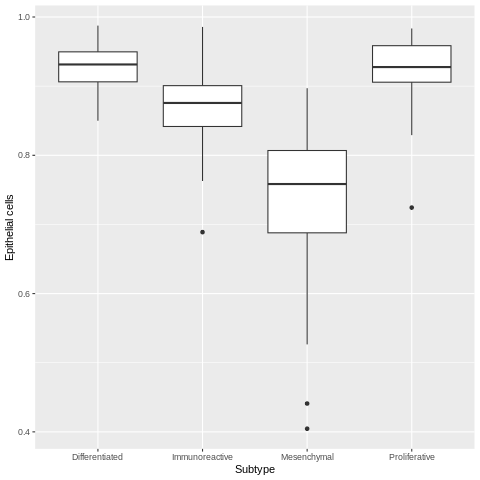 1.0
0.8
0.6
0.4
Epithelial cells
Differentiated Immunoreactive Mesenchymal Proliferative
Subtype